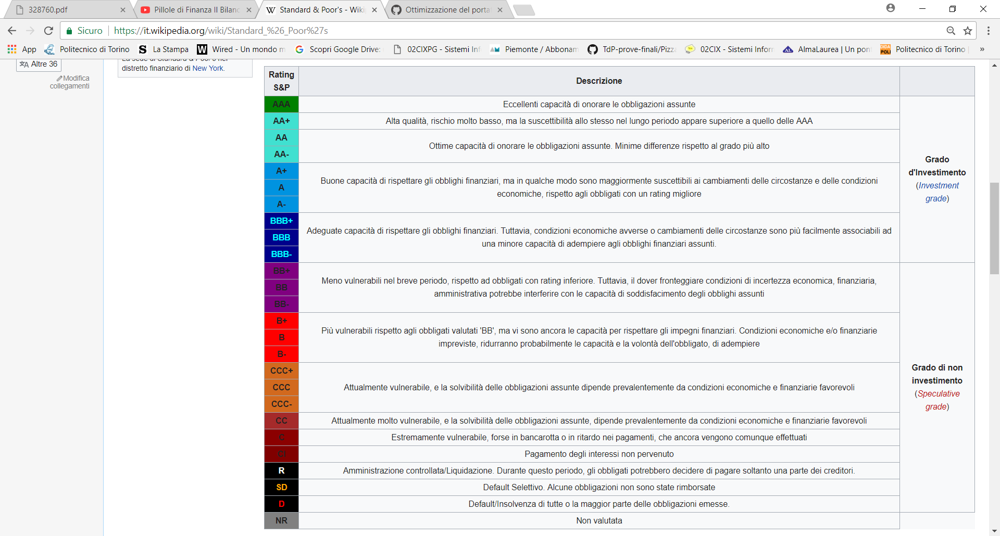 328760.pdf
Pillole di Finanza Il Bilanc
Standard & Poor's - Wiki
Ottimizzazione del porta
Sicuro
https://it.wikipedia.org/wiki/Standard_%26_Poor%27s
App
Politecnico di Torino
La Stampa
Wired - Un mondo m
Scopri Google Drive:
02CIXPG - Sistemi Inf
Piemonte / Abbonam
TdP-prove-finali/Pizza
02CIX - Sistemi Infor
AlmaLaurea | Un pont
Politecnico di Torino |
»
Altre 36
Modifica
collegamenti
La sede di Standard & Poor's nel
distretto finanziario di New York.
Rating
S&P
Descrizione
AAA
Eccellenti capacità di onorare le obbligazioni assunte
AA+
Alta qualità, rischio molto basso, ma la suscettibilità allo stesso nel lungo periodo appare superiore a quello delle AAA
AA
AA-
Ottime capacità di onorare le obbligazioni assunte. Minime differenze rispetto al grado più alto
A+
A
A-
Buone capacità di rispettare gli obblighi finanziari, ma in qualche modo sono maggiormente suscettibili ai cambiamenti delle circostanze e delle condizioni
economiche, rispetto agli obbligati con un rating migliore
BBB+
BBB
BBB-
Adeguate capacità di rispettare gli obblighi finanziari. Tuttavia, condizioni economiche avverse o cambiamenti delle circostanze sono più facilmente associabili ad
una minore capacità di adempiere agli obblighi finanziari assunti.
Grado
d'Investimento
(Investment
grade)
BB+
BB
BB-
Meno vulnerabili nel breve periodo, rispetto ad obbligati con rating inferiore. Tuttavia, il dover fronteggiare condizioni di incertezza economica, finanziaria,
amministrativa potrebbe interferire con le capacità di soddisfacimento degli obblighi assunti
B+
B
B-
Più vulnerabili rispetto agli obbligati valutati 'BB', ma vi sono ancora le capacità per rispettare gli impegni finanziari. Condizioni economiche e/o finanziarie
impreviste, ridurranno probabilmente le capacità e la volontà dell'obbligato, di adempiere
CCC+
CCC
CCC-
Attualmente vulnerabile, e la solvibilità delle obbligazioni assunte dipende prevalentemente da condizioni economiche e finanziarie favorevoli
CC
Attualmente molto vulnerabile, e la solvibilità delle obbligazioni assunte, dipende prevalentemente da condizioni economiche e finanziarie favorevoli
C
Estremamente vulnerabile, forse in bancarotta o in ritardo nei pagamenti, che ancora vengono comunque effettuati
CI
Pagamento degli interessi non pervenuto
R
Amministrazione controllata/Liquidazione. Durante questo periodo, gli obbligati potrebbero decidere di pagare soltanto una parte dei creditori.
SD
Default Selettivo. Alcune obbligazioni non sono state rimborsate
D
Default/Insolvenza di tutte o la maggior parte delle obbligazioni emesse.
Grado di non
investimento
(Speculative
grade)
NR
Non valutata